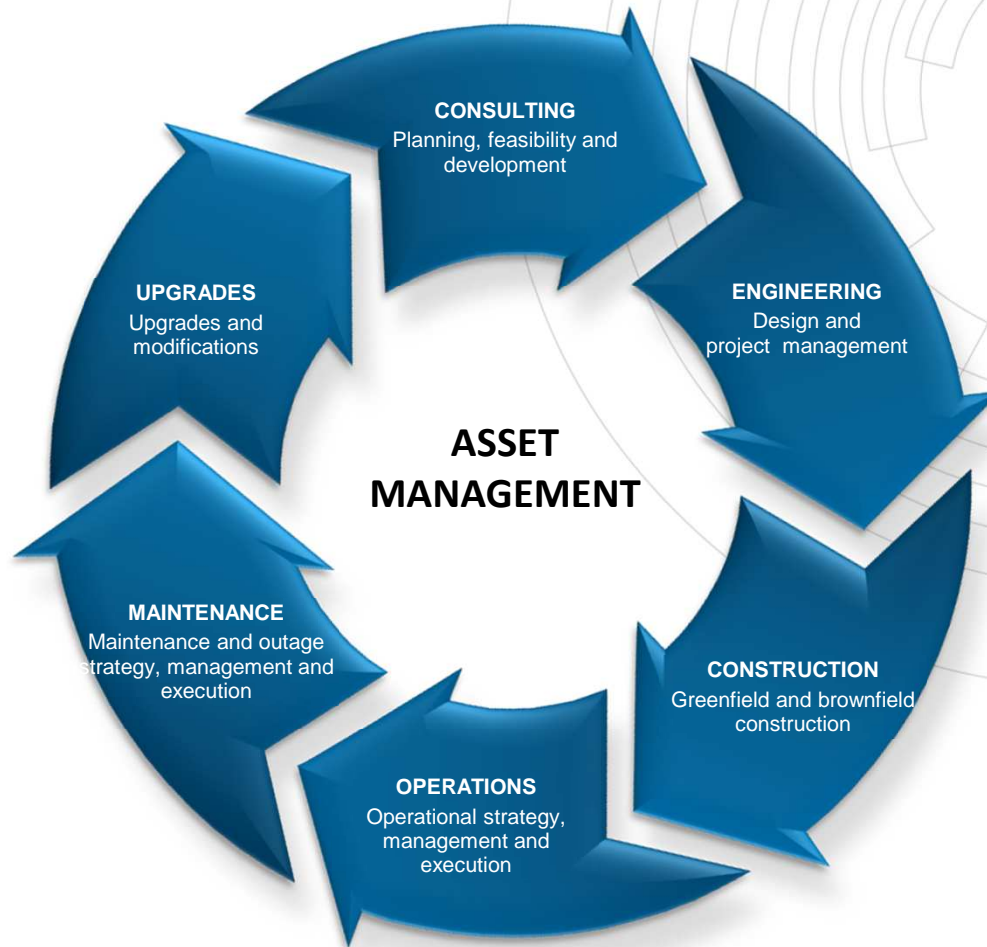 CONSULTING
Planning, feasibility and
development
ENGINEERING
Design and
project  management
CONSTRUCTION
Greenfield and brownfield
construction
OPERATIONS
Operational strategy,
management and
execution
MAINTENANCE
Maintenance and outage
strategy, management and
execution
UPGRADES
Upgrades and
modifications
ASSET
MANAGEMENT